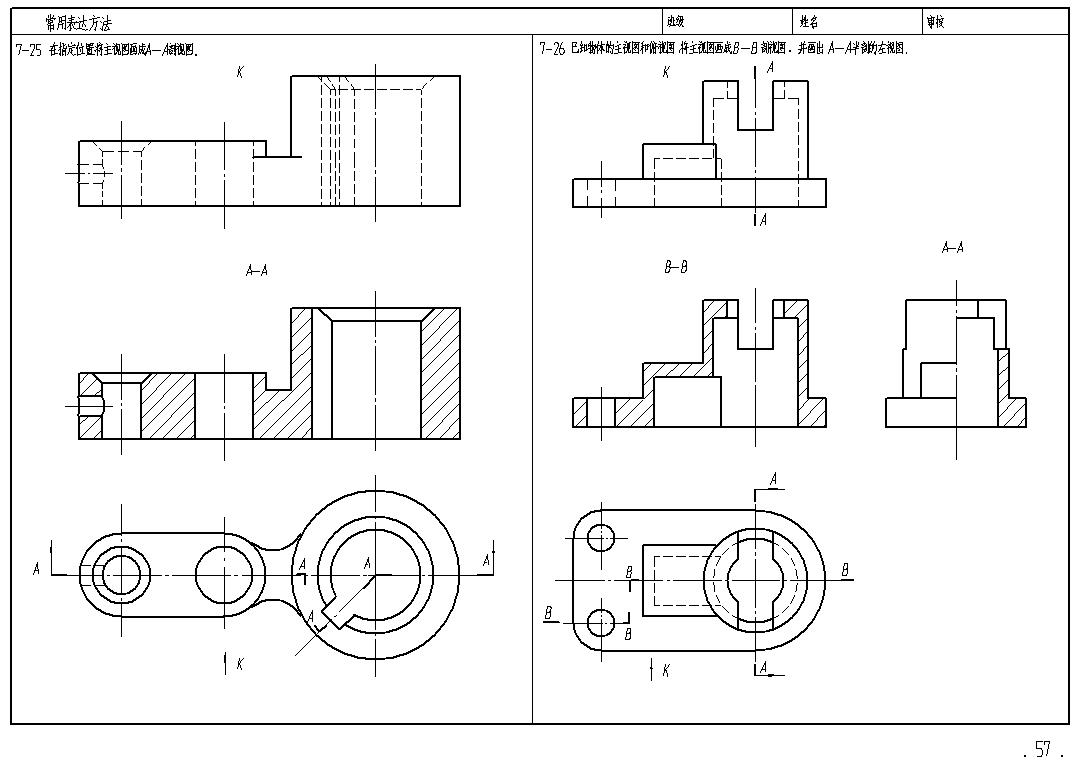 常用表达方法 班级 姓名 审核
7-25 在指定位置将主视图画成A-A剖视图.
K
A-A
A A A A A
K
7-26 已知物体的主视图和俯视图,将主视图画成B-B剖视图,并画出A-A半剖的左视图.
K A
A
A-A
B-B
A
B B
B B
K A
. 57 .